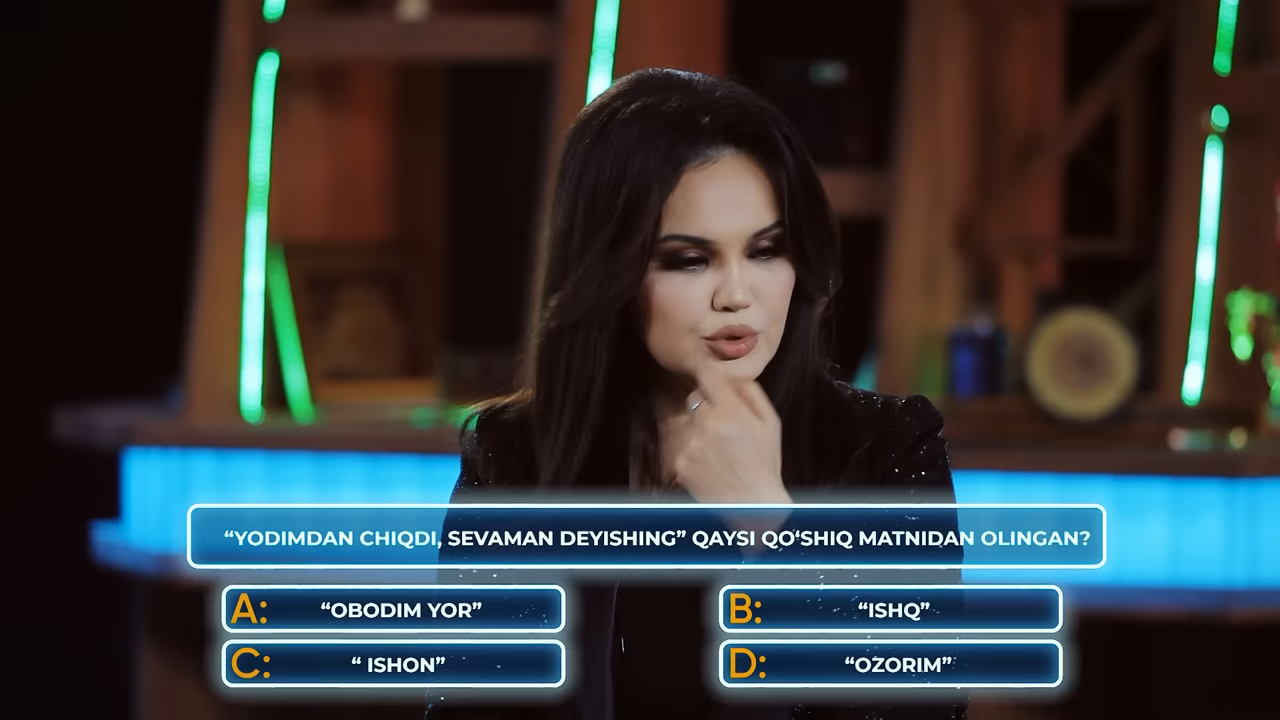 “YODIMDAN CHIQDI, SEVAMAN DEYISHING” QAYSI QO‘SHIQ MATNIDAN OLINGAN?
A: “OBODIM YOR”
B: “ISHQ”
C: “ ISHON”
D: “OZORIM”